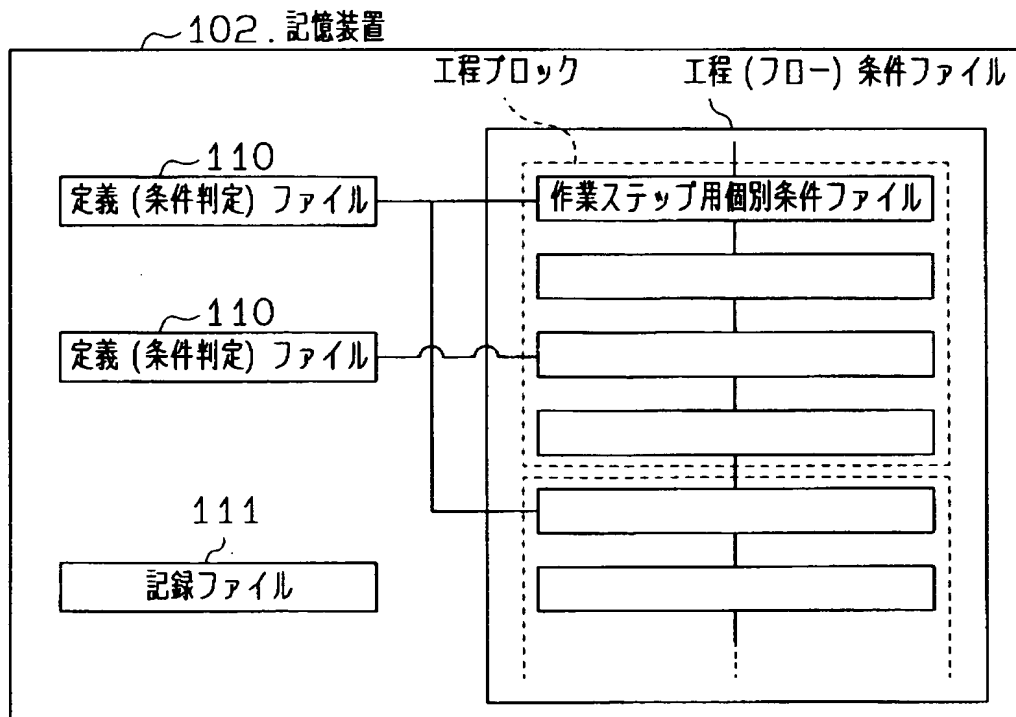 102. 記憶装置
工程ブロック
工程(フロー)条件ファイル
110
定義(条件判定)ファイル
作業ステップ用個別条件ファイル
110
定義(条件判定)ファイル
111
記録ファイル